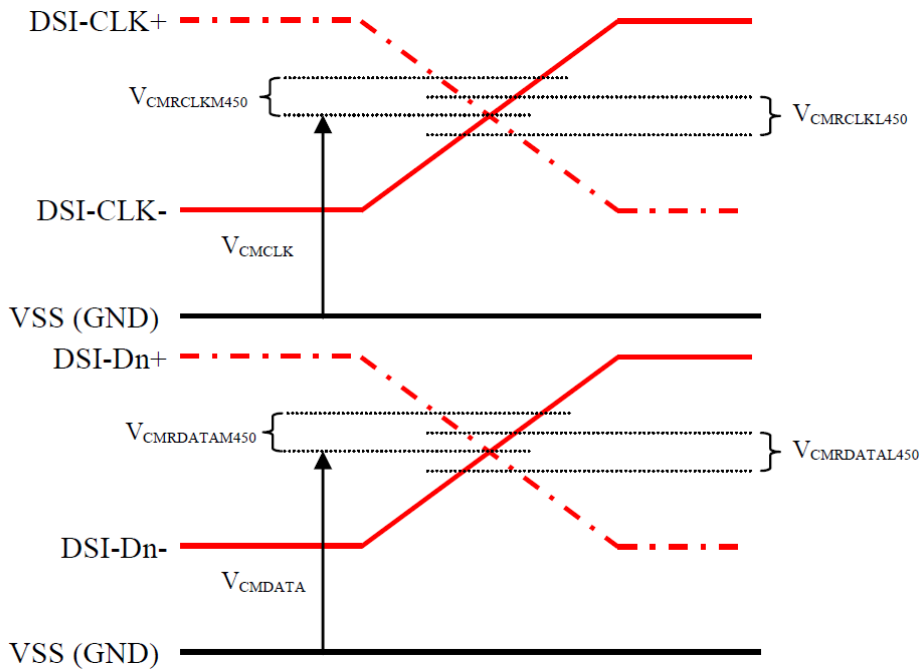 DSI-CLK+
VCMRCLKM450
VCMRCLKL450
DSI-CLK-
VCMCLK
VSS (GND)
DSI-Dn+
VCMRDATAM450
VCMRDATAL450
DSI-Dn-
VCMDATA
VSS (GND)